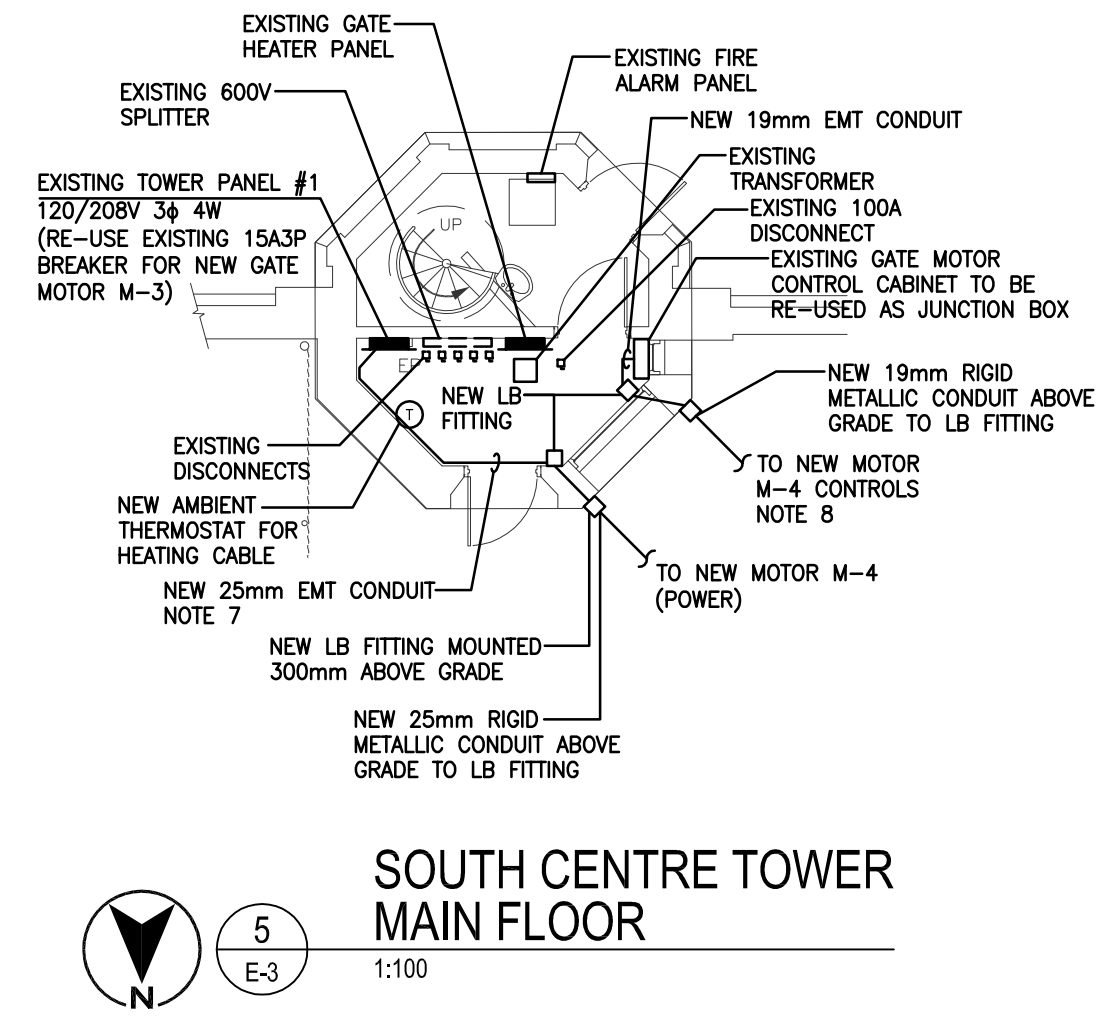 EXISTING GATE
HEATER PANEL
EXISTING FIRE
ALARM PANEL
EXISTING 600V
SPLITTER
NEW 19mm EMT CONDUIT
EXISTING
TRANSFORMER
EXISTING TOWER PANEL #1
120/208V 3ϕ 4W
(RE-USE EXISTING 15A3P
BREAKER FOR NEW GATE
MOTOR M-3)
EXISTING 100A
DISCONNECT
UP
EXISTING GATE MOTOR
CONTROL CABINET TO BE
RE-USED AS JUNCTION BOX
NEW LB
FITTING
T
NEW 19mm RIGID
METALLIC CONDUIT ABOVE
GRADE TO LB FITTING
EXISTING
DISCONNECTS
TO NEW MOTOR
M-4 CONTROLS
NOTE 8
NEW AMBIENT
THERMOSTAT FOR
HEATING CABLE
TO NEW MOTOR M-4
(POWER)
NEW 25mm EMT CONDUIT
NOTE 7
NEW LB FITTING MOUNTED
300mm ABOVE GRADE
NEW 25mm RIGID
METALLIC CONDUIT ABOVE
GRADE TO LB FITTING
SOUTH CENTRE TOWER
MAIN FLOOR
5
E-3
1:100
N